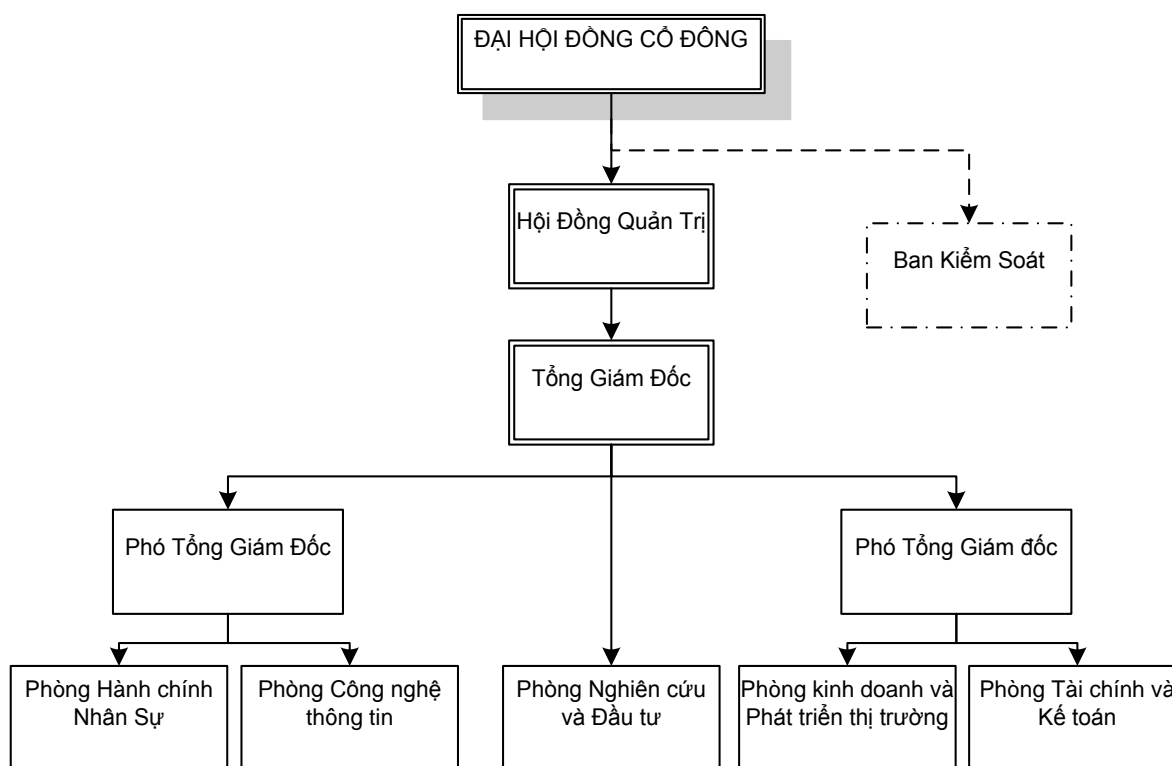 ĐẠI HỘI ĐỒNG CỔ ĐÔNG
Hội Đồng Quản Trị
Ban Kiểm Soát
Tổng Giám Đốc
Phó Tổng Giám Đốc
Phó Tổng Giám đốc
Phòng Hành chính
Nhân Sự
Phòng Công nghệ
thông tin
Phòng Nghiên cứu
và Đầu tư
Phòng kinh doanh và
Phát triển thị trường
Phòng Tài chính và
Kế toán